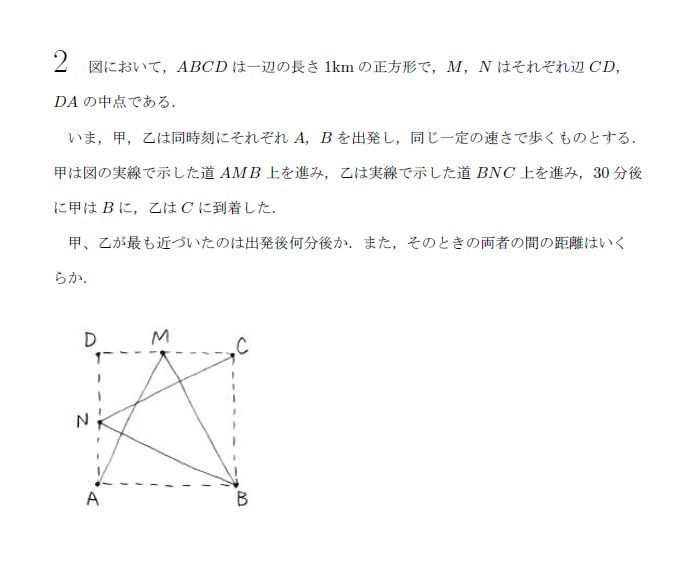 2 図において，ABCD は一辺の長さ 1km の正方形で，M，N はそれぞれ辺 CD，
DA の中点である．
いま，甲，乙は同時刻にそれぞれ A，B を出発し，同じ一定の速さで歩くものとする．
甲は図の実線で示した道 AMB 上を進み，乙は実線で示した道 BNC 上を進み，30 分後
に甲は B に，乙は C に到着した．
甲、乙が最も近づいたのは出発後何分後か．また，そのときの両者の間の距離はいく
らか．
D M C
N
A B